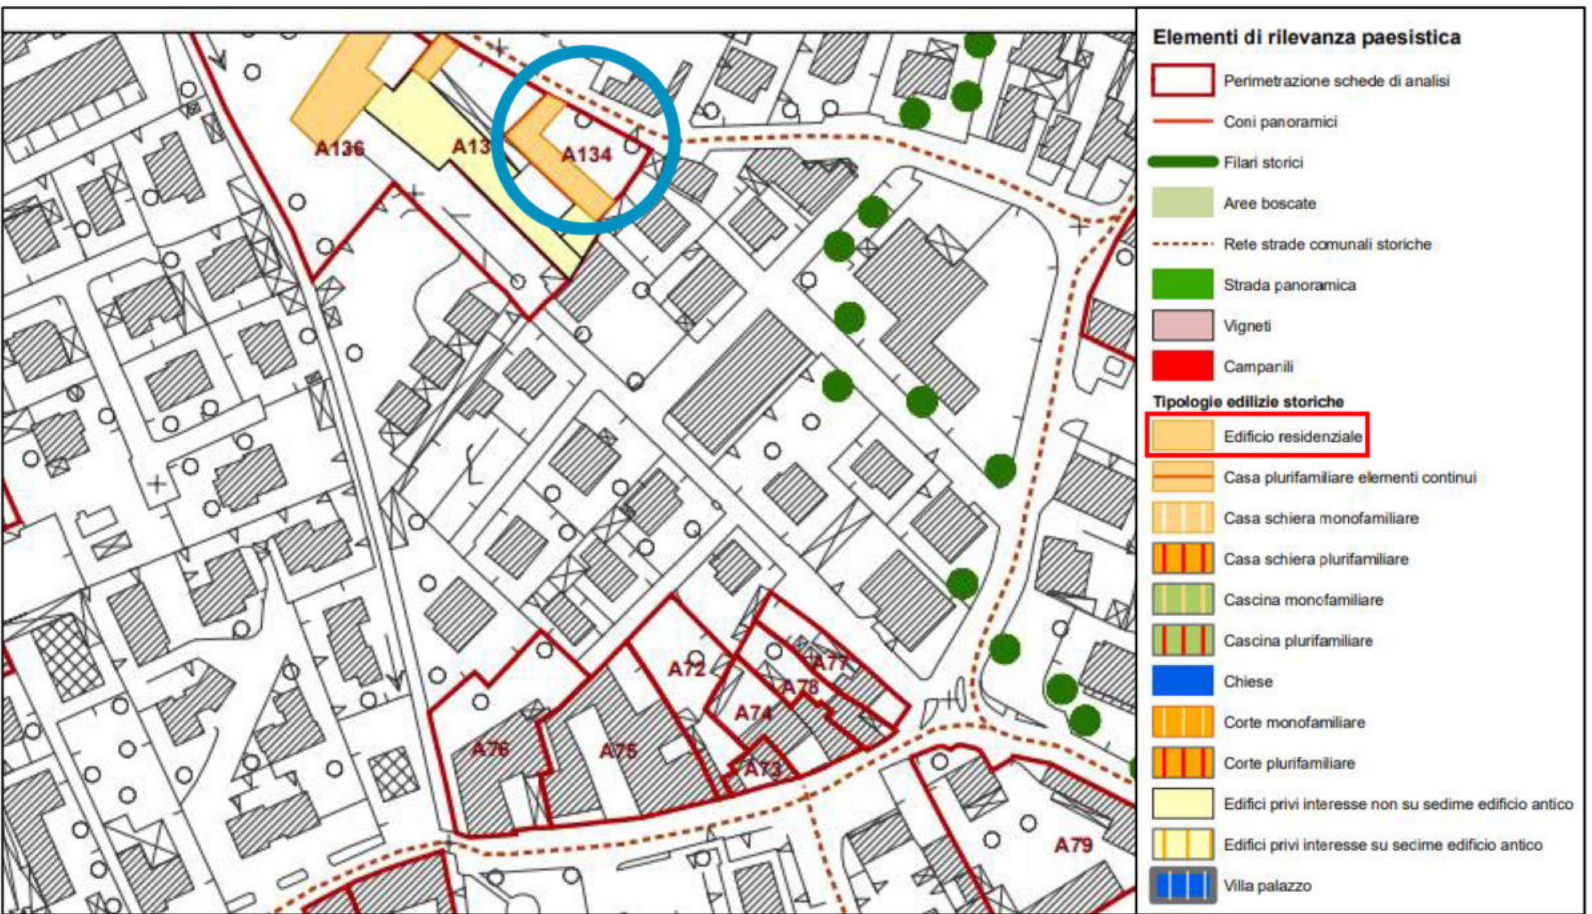 Elementi di rilevanza paesistica
Perimetrazione schede di analisi
Coni panoramici
Filari storici
Aree boscate
Rete strade comunali storiche
Strada panoramica
Vigneti
Campanili
Tipologie edilizie storiche
Edificio residenziale
Casa plurifamiliare elementi continui
Casa schiera monofamiliare
Casa schiera plurifamiliare
Cascina monofamiliare
Cascina plurifamiliare
Chiese
Corte monofamiliare
Corte plurifamiliare
Edifici privi interesse non su sedime edificio antico
Edifici privi interesse su sedime edificio antico
Villa palazzo
A136
A13
A134
A72
A77
A78
A74
A76
A75
A73
A79